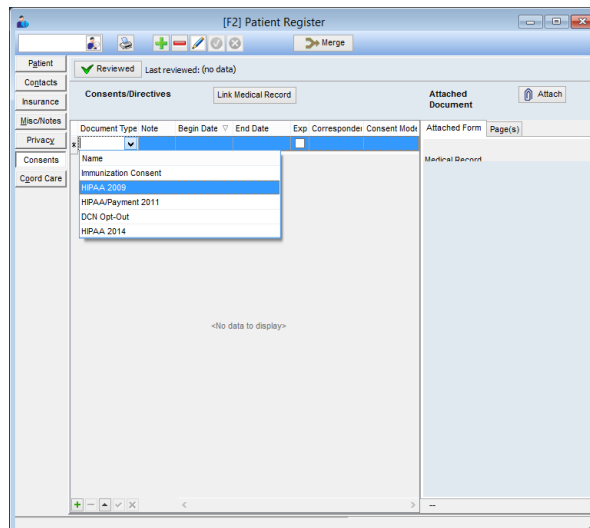 [F2] Patient Register
Merge
Patient
Contacts
Insurance
Misc/Notes
Privacy
Consents
Coord Care
Reviewed Last reviewed: (no data)
Consents/Directives Link Medical Record
Attached Document
Attach
Document Type Note Begin Date End Date Exp Corresponden Consent Mode
Attached Form Page(s)
Medical Record
Name
Immunization Consent
HIPAA 2009
HIPAA/Payment 2011
DCN Opt-Out
HIPAA 2014
<No data to display>
--